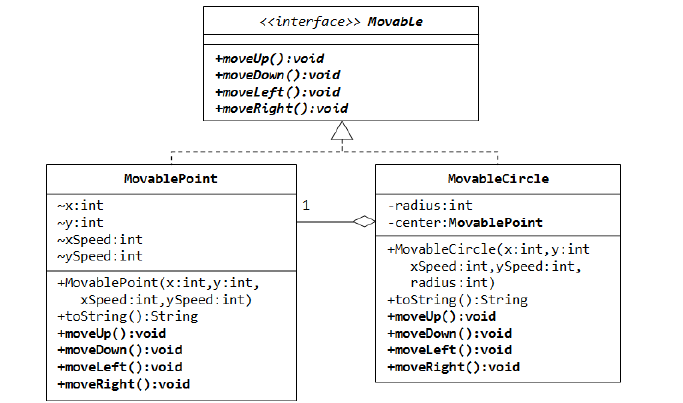 <<interface>> Movable
+moveUp():void
+moveDown():void
+moveLeft():void
+moveRight():void
MovablePoint
~x:int
~y:int
~xSpeed:int
~ySpeed:int
+MovablePoint(x:int,y:int,
xSpeed:int,ySpeed:int)
+toString():String
+moveUp():void
+moveDown():void
+moveLeft():void
+moveRight():void
1
MovableCircle
-radius:int
-center:MovablePoint
+MovableCircle(x:int,y:int
xSpeed:int,ySpeed:int,
radius:int)
+toString():String
+moveUp():void
+moveDown():void
+moveLeft():void
+moveRight():void